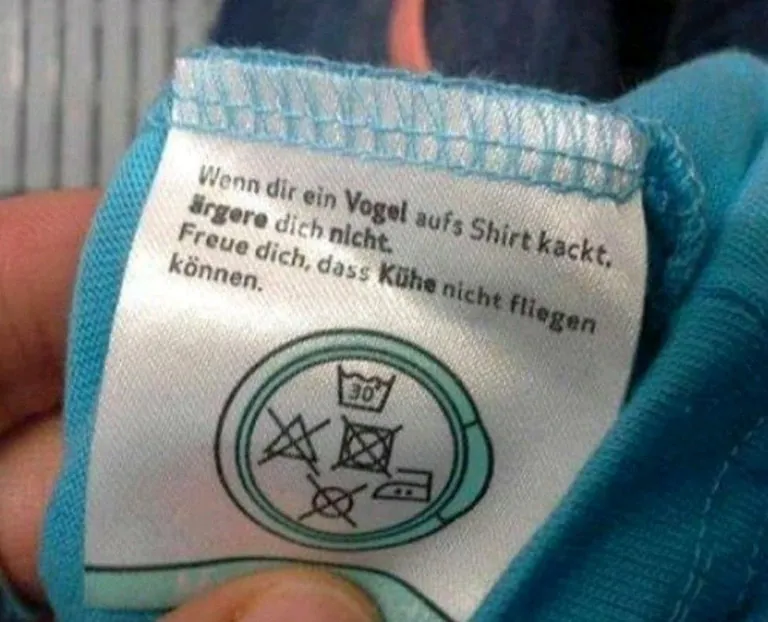 Wenn dir ein Vogel aufs Shirt kackt,
ärgere dich nicht.
Freue dich, dass Kühe nicht fliegen
können.
30°